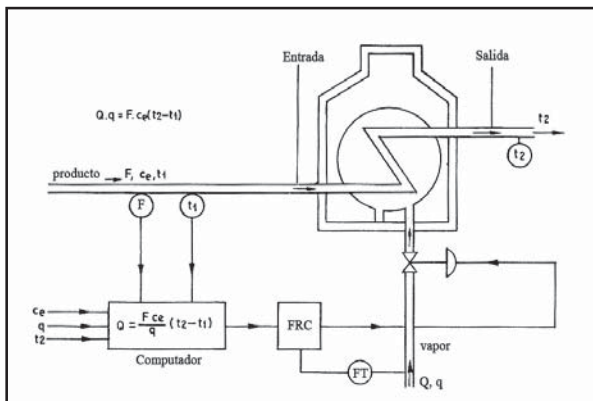 Entrada
Salida
Q.q = F.ce(t2-t1)
t2
t2
producto → F, ce, t1
F
t1
ce
q
t2
Q = F ce/q (t2-t1)
FRC
Computador
vapor
FT
Q, q